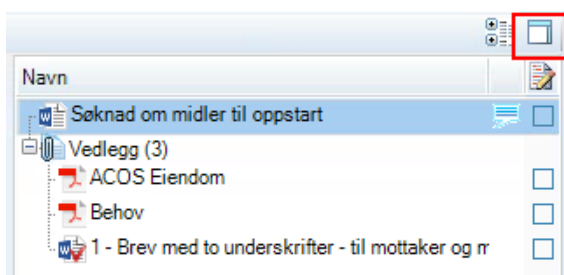 Navn
Søknad om midler til oppstart
Vedlegg (3)
ACOS Eiendom
Behov
1 - Brev med to underskrifter - til mottaker og m